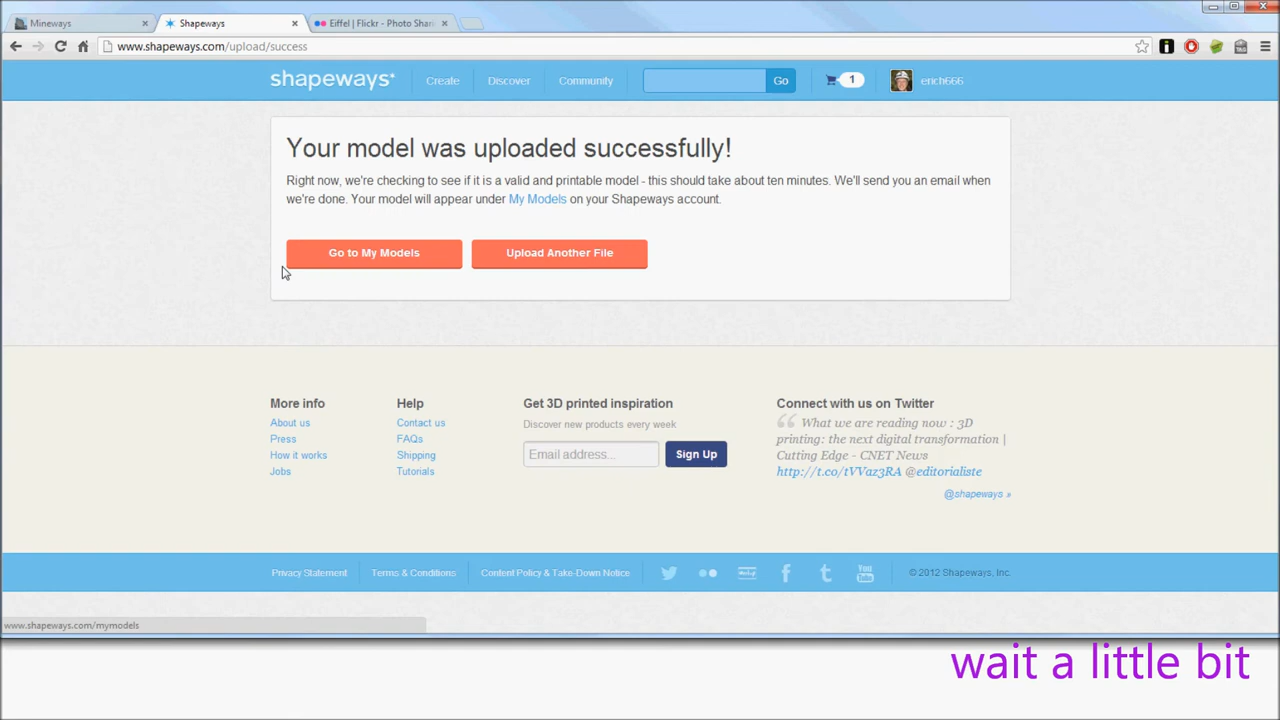 Mineways
Shapeways
Eiffel | Flickr - Photo Shari
www.shapeways.com/upload/success
shapeways*
Create
Discover
Community
Go
1
erich666
Your model was uploaded successfully!
Right now, we're checking to see if it is a valid and printable model - this should take about ten minutes. We'll send you an email when
we're done. Your model will appear under My Models on your Shapeways account.
Go to My Models
Upload Another File
More info
About us
Press
How it works
Jobs
Help
Contact us
FAQs
Shipping
Tutorials
Get 3D printed inspiration
Discover new products every week
Email address...
Sign Up
Connect with us on Twitter
What we are reading now : 3D
printing: the next digital transformation |
Cutting Edge - CNET News
http://t.co/tVVaz3RA @editorialiste
@shapeways »
Privacy Statement
Terms & Conditions
Content Policy & Take-Down Notice
You
Tube
© 2012 Shapeways, Inc.
www.shapeways.com/mymodels
wait a little bit